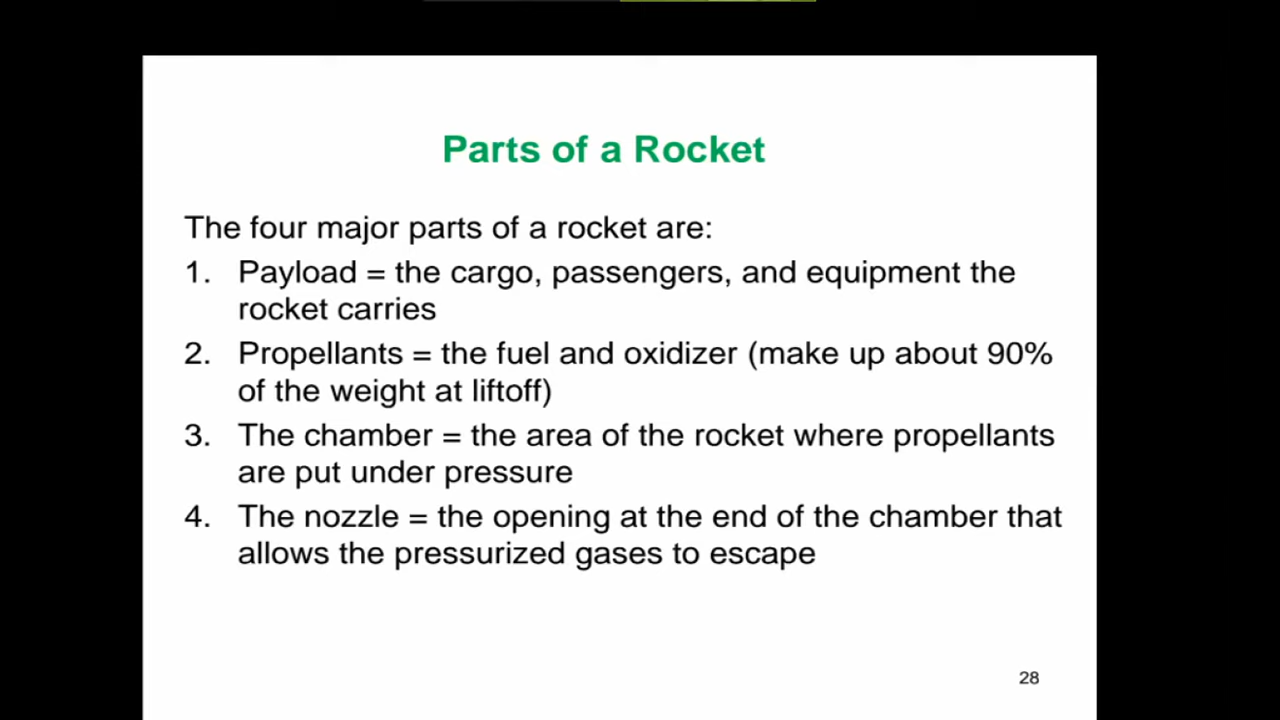 Parts of a Rocket
The four major parts of a rocket are:
1. Payload = the cargo, passengers, and equipment the
rocket carries
2. Propellants = the fuel and oxidizer (make up about 90%
of the weight at liftoff)
3. The chamber = the area of the rocket where propellants
are put under pressure
4. The nozzle = the opening at the end of the chamber that
allows the pressurized gases to escape
28